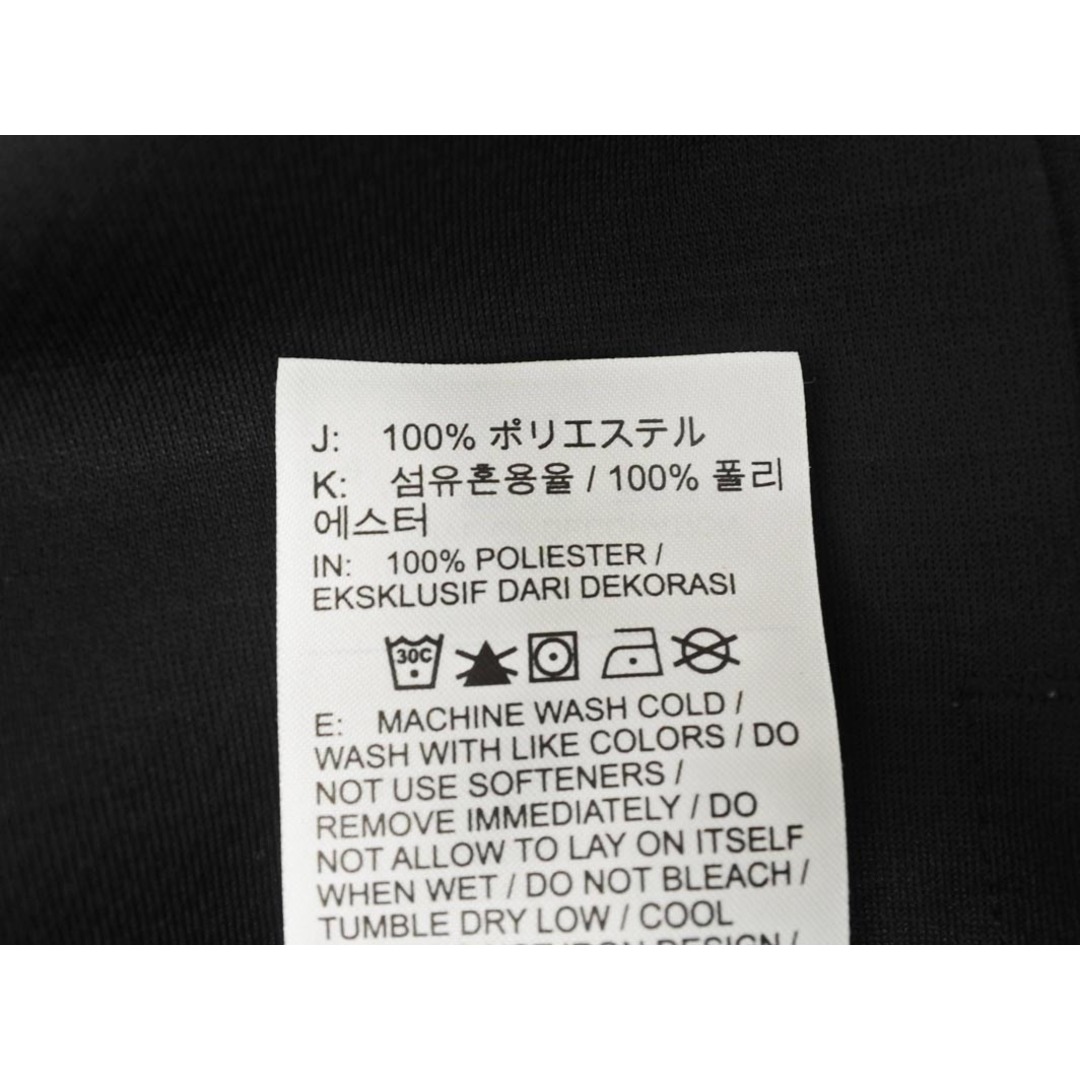 J: 100% ポリエステル
K: 섬유혼용율 / 100% 폴리
에스터
IN: 100% POLIESTER /
EKSKLUSIF DARI DEKORASI
30C
E: MACHINE WASH COLD /
WASH WITH LIKE COLORS / DO
NOT USE SOFTENERS /
REMOVE IMMEDIATELY / DO
NOT ALLOW TO LAY ON ITSELF
WHEN WET / DO NOT BLEACH /
TUMBLE DRY LOW / COOL